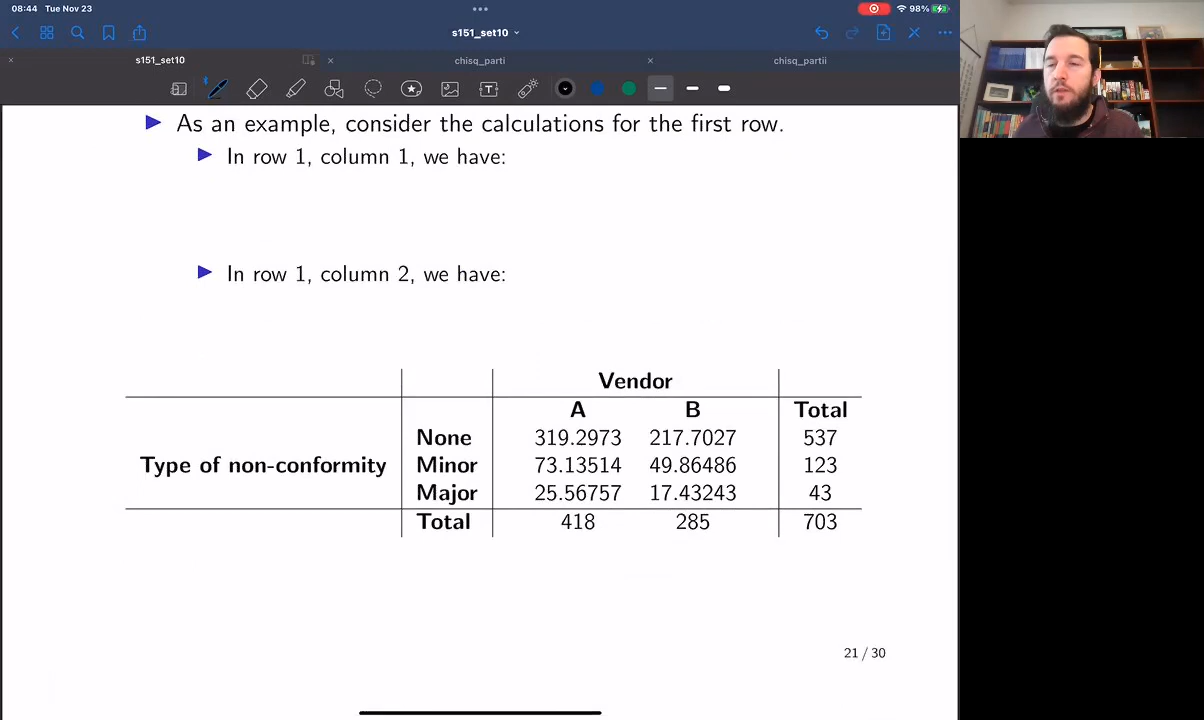 08:44 Tue Nov 23
98%
s151_set10
s151_set10
chisq_parti
chisq_partii
As an example, consider the calculations for the first row.
In row 1, column 1, we have:
In row 1, column 2, we have:
Vendor
A B Total
None 319.2973 217.7027 537
Type of non-conformity Minor 73.13514 49.86486 123
Major 25.56757 17.43243 43
Total 418 285 703
21 / 30